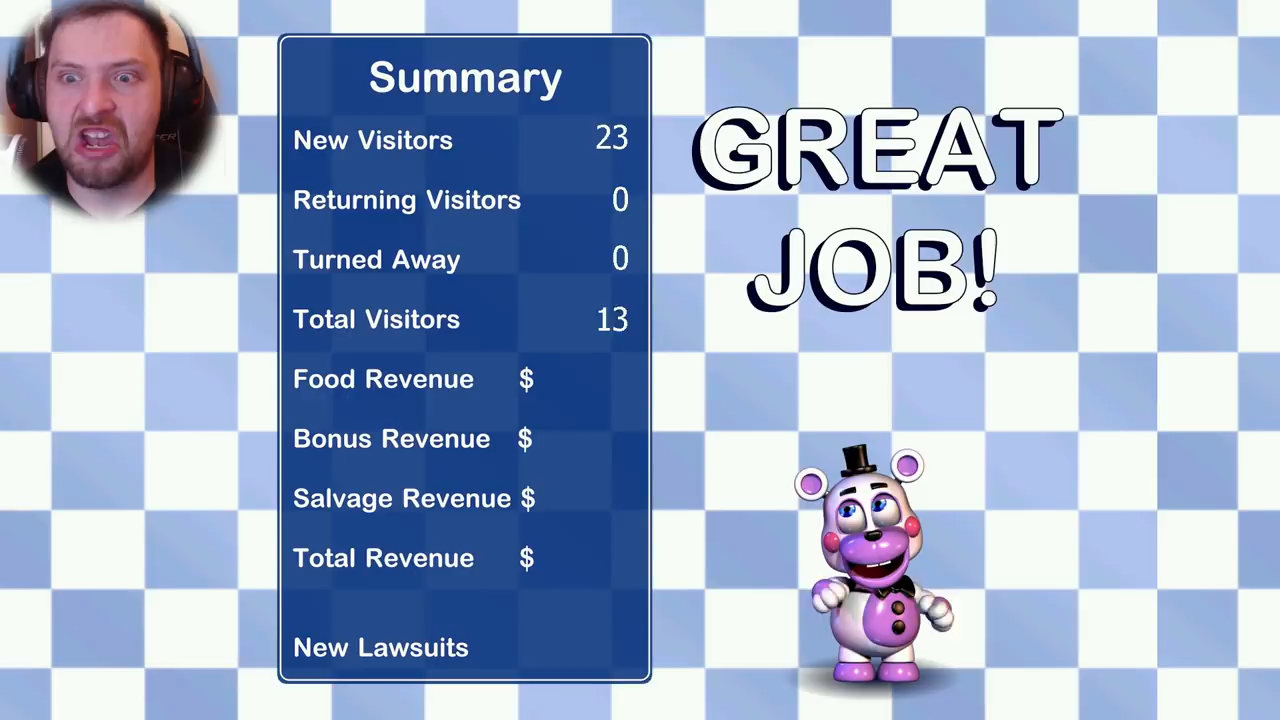 Summary
New Visitors 23
Returning Visitors 0
Turned Away 0
Total Visitors 13
Food Revenue $
Bonus Revenue $
Salvage Revenue $
Total Revenue $
New Lawsuits
GREAT
JOB!